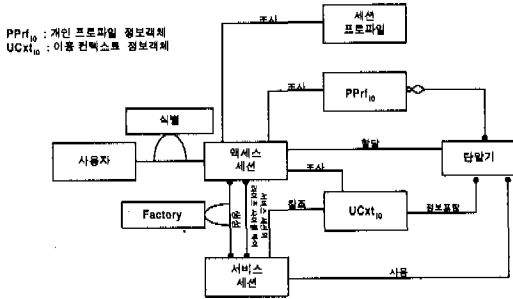 PPrf_IO : 개인 프로파일 정보객체
UCxt_IO : 이용 컨텍스트 정보객체
조사
세션
프로파일
조사
PPrf_IO
식별
사용자
액세스
세션
할당
단말기
조사
Factory
생성
참조
UCxt_IO
정보포함
서비스
세션
사용